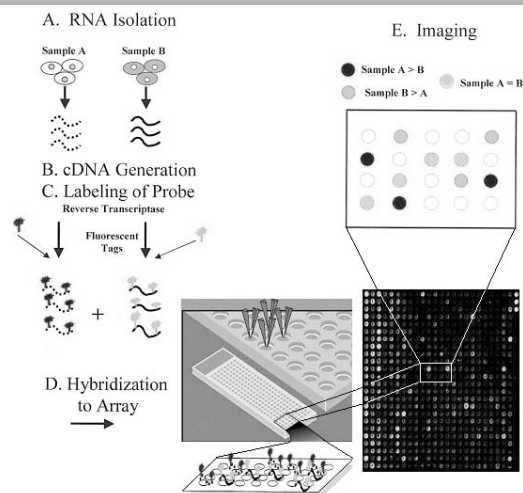 A. RNA Isolation
Sample A
Sample B
B. cDNA Generation
C. Labeling of Probe
Reverse Transcriptase
Fluorescent
Tags
+
D. Hybridization
to Array
E. Imaging
Sample A > B
Sample B > A
Sample A = B